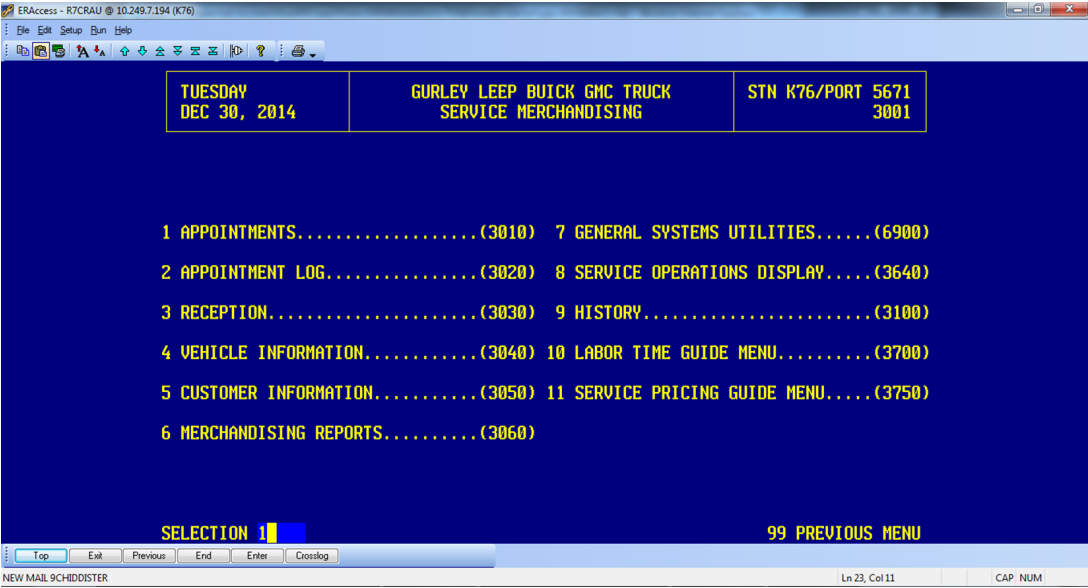 ERAccess - R7CRAU @ 10.249.7.194 (K76)
File Edit Setup Run Help
TUESDAY GURLEY LEEP BUICK GMC TRUCK STN K76/PORT 5671
DEC 30, 2014 SERVICE MERCHANDISING 3001
1 APPOINTMENTS...................(3010) 7 GENERAL SYSTEMS UTILITIES......(6900)
2 APPOINTMENT LOG................(3020) 8 SERVICE OPERATIONS DISPLAY.....(3640)
3 RECEPTION......................(3030) 9 HISTORY........................(3100)
4 VEHICLE INFORMATION............(3040) 10 LABOR TIME GUIDE MENU..........(3700)
5 CUSTOMER INFORMATION...........(3050) 11 SERVICE PRICING GUIDE MENU.....(3750)
6 MERCHANDISING REPORTS..........(3060)
SELECTION 1 99 PREVIOUS MENU
Top Exit Previous End Enter Crosslog
NEW MAIL 9CHIDDISTER Ln 23, Col 11 CAP NUM